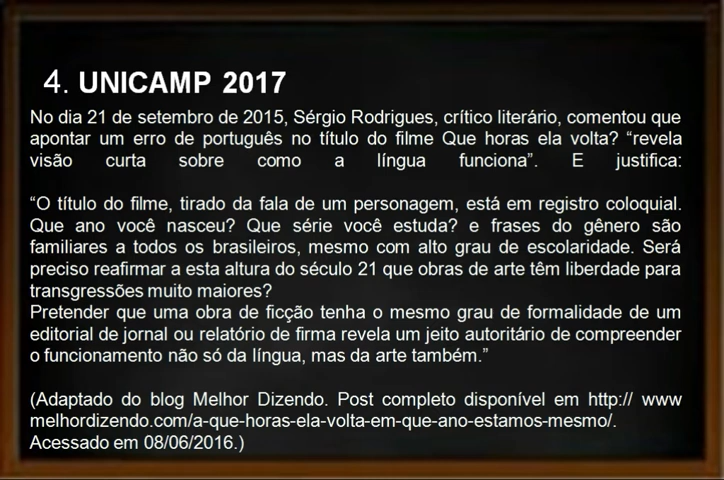 4. UNICAMP 2017
No dia 21 de setembro de 2015, Sérgio Rodrigues, crítico literário, comentou que
apontar um erro de português no título do filme Que horas ela volta? “revela
visão curta sobre como a língua funciona”. E justifica:
“O título do filme, tirado da fala de um personagem, está em registro coloquial.
Que ano você nasceu? Que série você estuda? e frases do gênero são
familiares a todos os brasileiros, mesmo com alto grau de escolaridade. Será
preciso reafirmar a esta altura do século 21 que obras de arte têm liberdade para
transgressões muito maiores?
Pretender que uma obra de ficção tenha o mesmo grau de formalidade de um
editorial de jornal ou relatório de firma revela um jeito autoritário de compreender
o funcionamento não só da língua, mas da arte também.”
(Adaptado do blog Melhor Dizendo. Post completo disponível em http:// www
melhordizendo.com/a-que-horas-ela-volta-em-que-ano-estamos-mesmo/.
Acessado em 08/06/2016.)